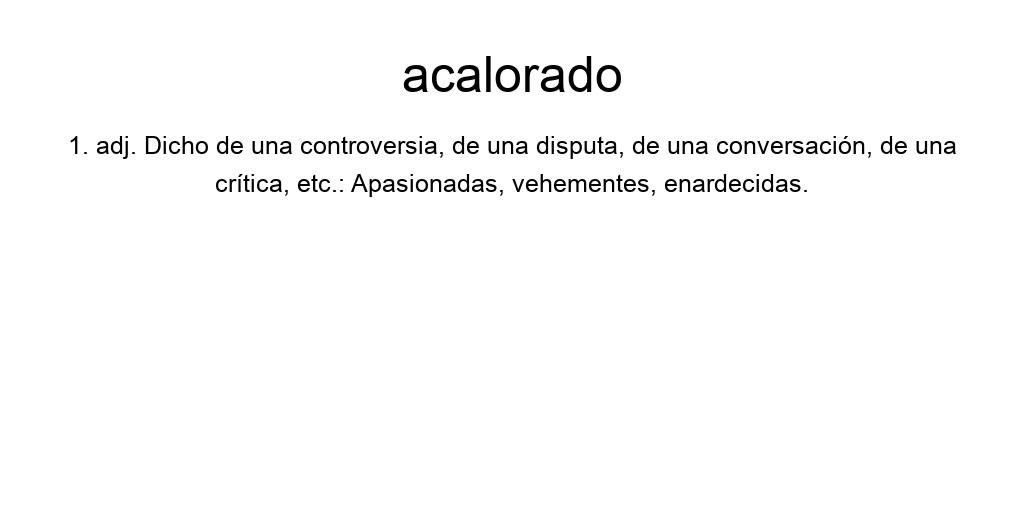 acalorado
1. adj. Dicho de una controversia, de una disputa, de una conversación, de una
crítica, etc.: Apasionadas, vehementes, enardecidas.